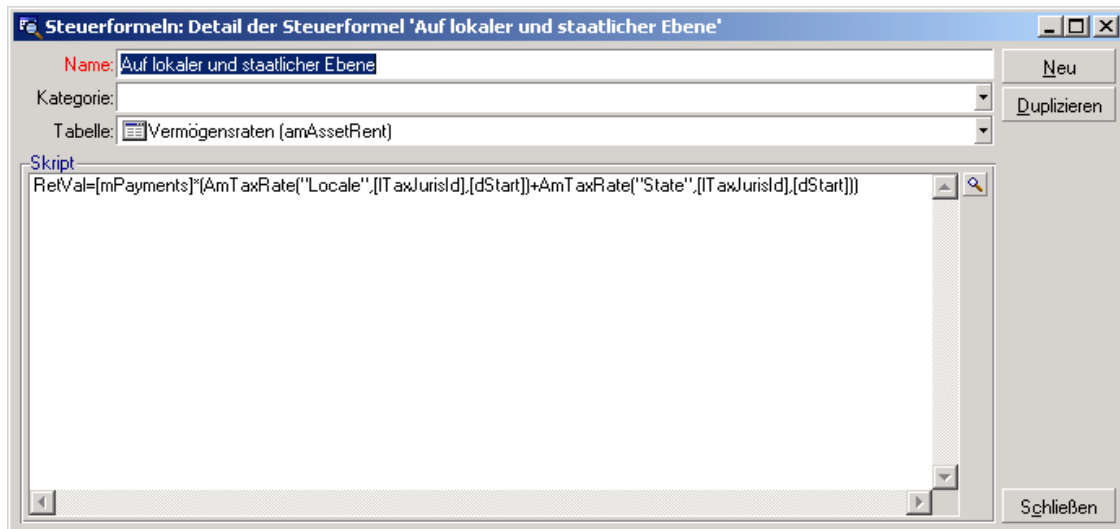 Steuerformeln: Detail der Steuerformel 'Auf lokaler und staatlicher Ebene'
Name: Auf lokaler und staatlicher Ebene
Neu
Kategorie:
Duplizieren
Tabelle: Vermögensraten (amAssetRent)
Skript
RetVal=[mPayments]*(AmTaxRate("Locale",[lTaxJurisId],[dStart])+AmTaxRate("State",[lTaxJurisId],[dStart]))
Schließen